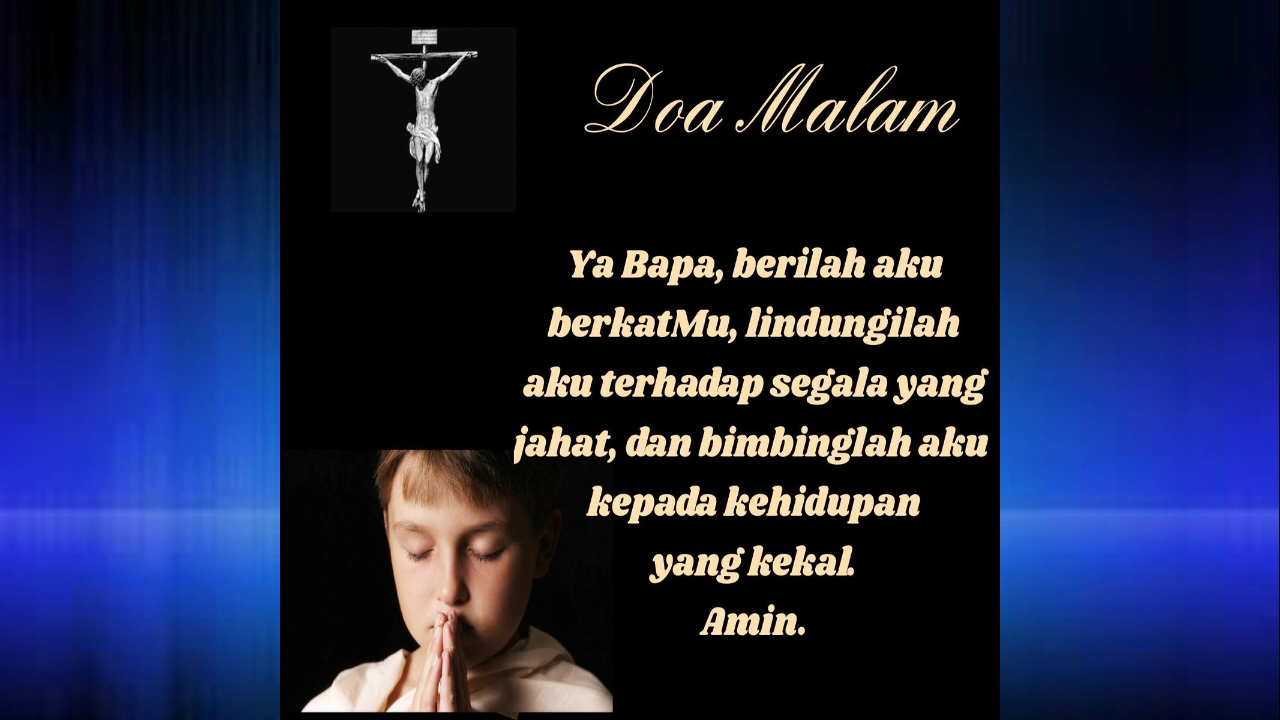 Doa Malam
Ya Bapa, berilah aku
berkatMu, lindungilah
aku terhadap segala yang
jahat, dan bimbinglah aku
kepada kehidupan
yang kekal.
Amin.